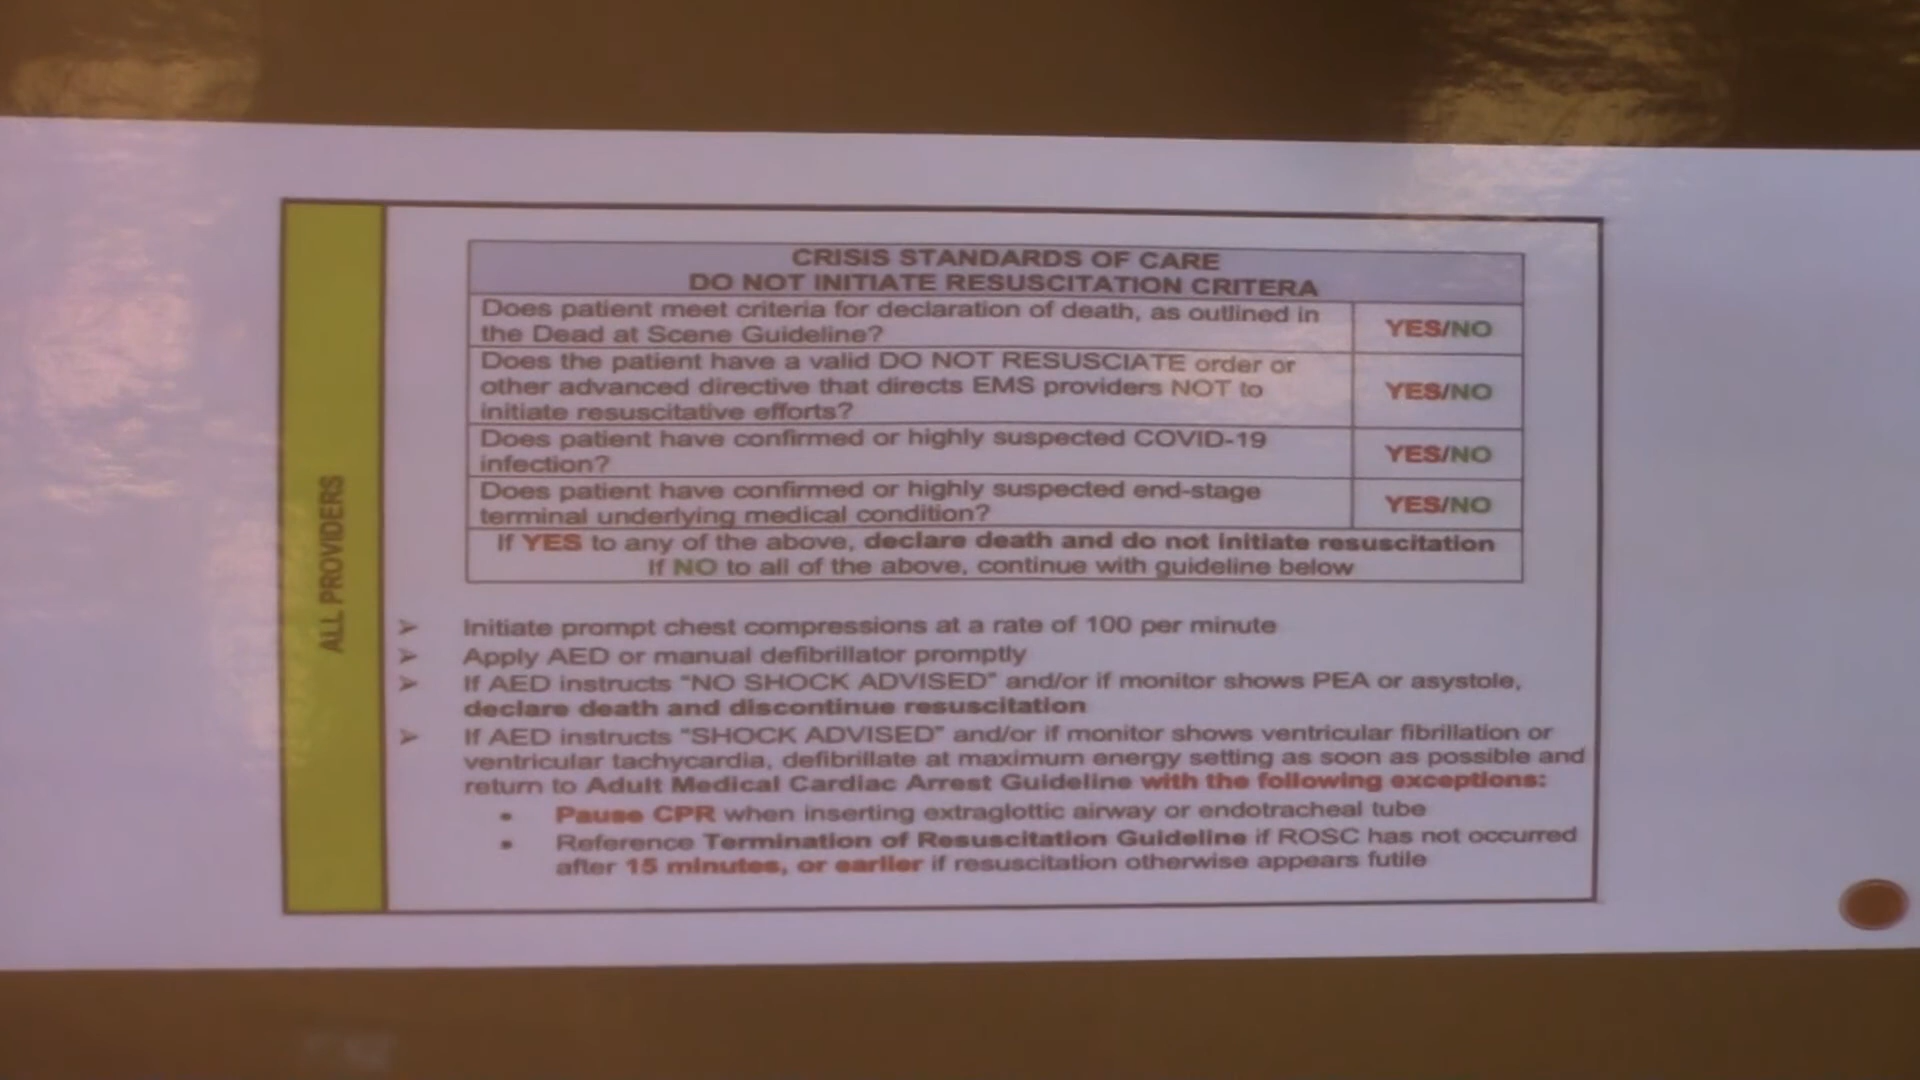 ALL PROVIDERS
CRISIS STANDARDS OF CARE
DO NOT INITIATE RESUSCITATION CRITERA
Does patient meet criteria for declaration of death, as outlined in
the Dead at Scene Guideline?
YES/NO
Does the patient have a valid DO NOT RESUSCIATE order or
other advanced directive that directs EMS providers NOT to
initiate resuscitative efforts?
YES/NO
Does patient have confirmed or highly suspected COVID-19
infection?
YES/NO
Does patient have confirmed or highly suspected end-stage
terminal underlying medical condition?
YES/NO
If YES to any of the above, declare death and do not initiate resuscitation
If NO to all of the above, continue with guideline below
➢ Initiate prompt chest compressions at a rate of 100 per minute
➢ Apply AED or manual defibrillator promptly
➢ If AED instructs "NO SHOCK ADVISED" and/or if monitor shows PEA or asystole,
declare death and discontinue resuscitation
➢ If AED instructs "SHOCK ADVISED" and/or if monitor shows ventricular fibrillation or
ventricular tachycardia, defibrillate at maximum energy setting as soon as possible and
return to Adult Medical Cardiac Arrest Guideline with the following exceptions:
• Pause CPR when inserting extraglottic airway or endotracheal tube
• Reference Termination of Resuscitation Guideline if ROSC has not occurred
after 15 minutes, or earlier if resuscitation otherwise appears futile